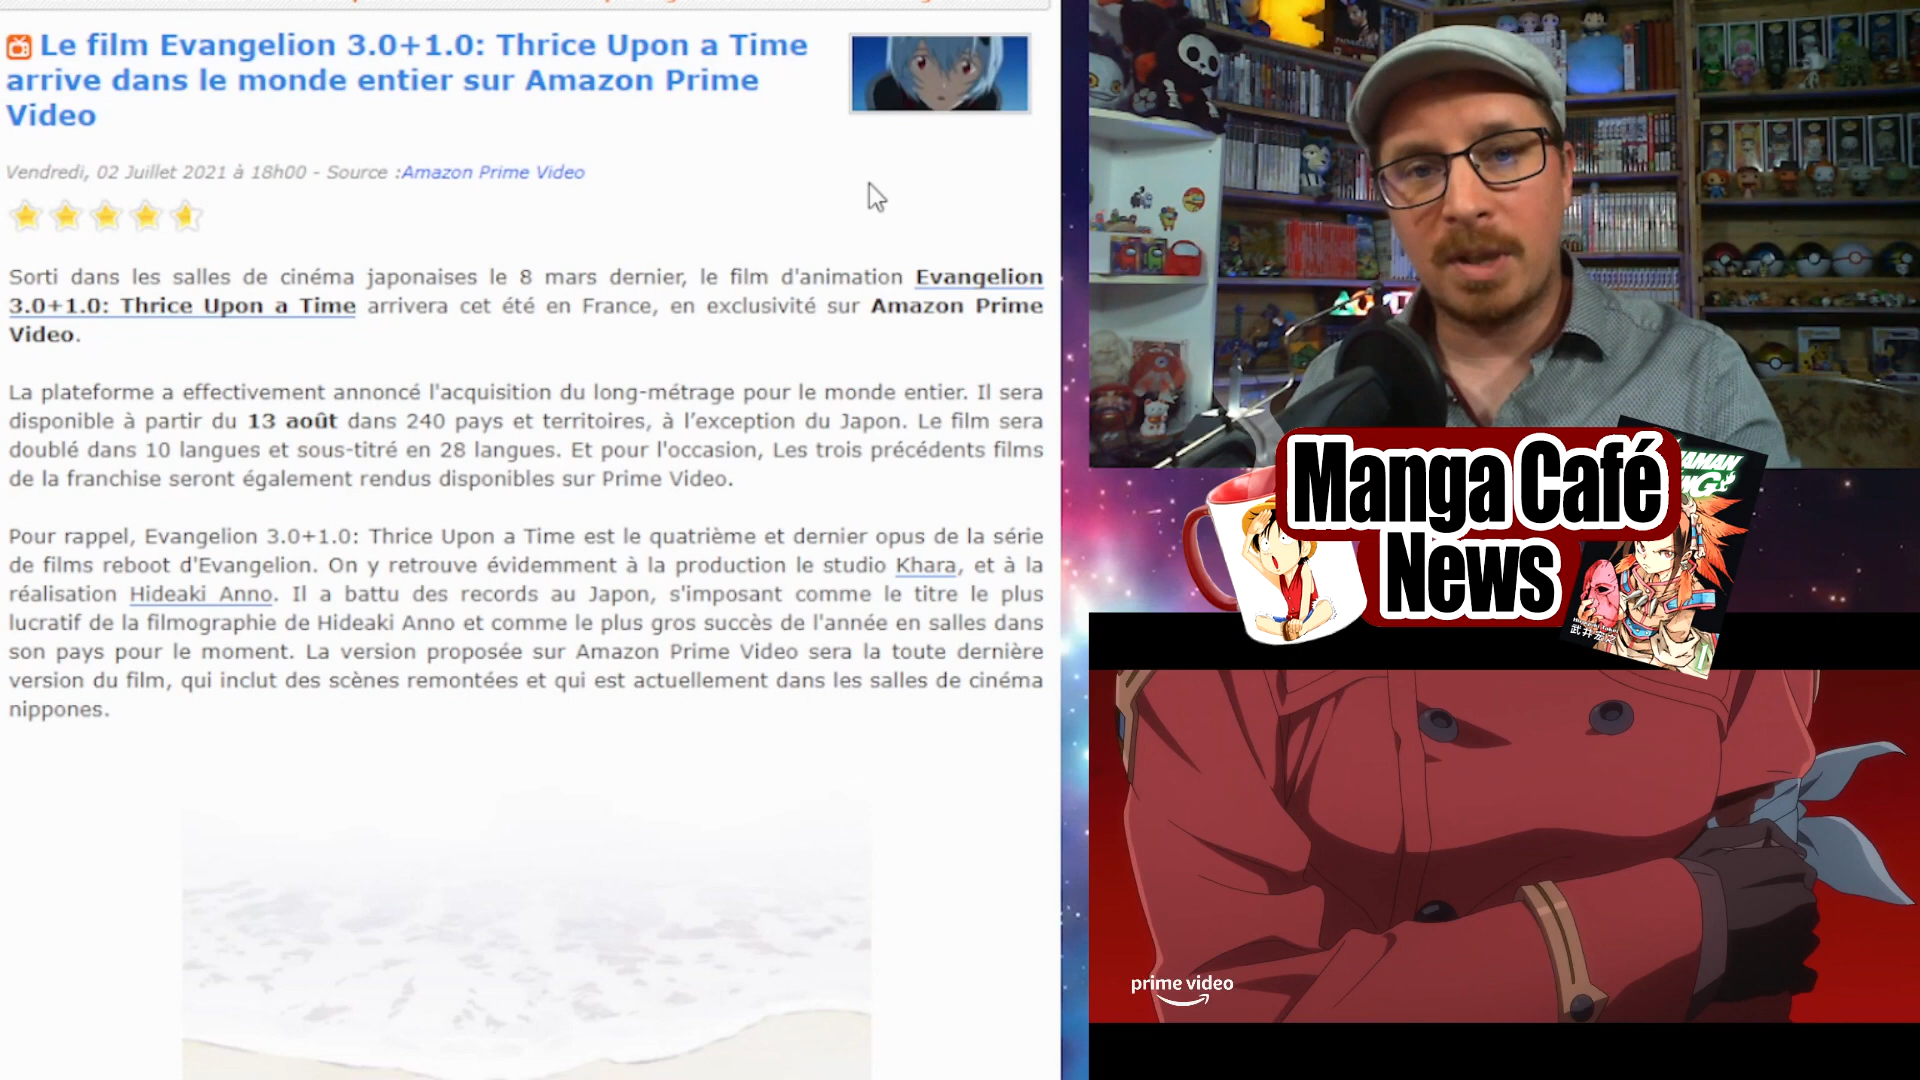 Le film Evangelion 3.0+1.0: Thrice Upon a Time
arrive dans le monde entier sur Amazon Prime
Video
Vendredi, 02 Juillet 2021 à 18h00 - Source :Amazon Prime Video
Sorti dans les salles de cinéma japonaises le 8 mars dernier, le film d'animation Evangelion
3.0+1.0: Thrice Upon a Time arrivera cet été en France, en exclusivité sur Amazon Prime
Video.
La plateforme a effectivement annoncé l'acquisition du long-métrage pour le monde entier. Il sera
disponible à partir du 13 août dans 240 pays et territoires, à l'exception du Japon. Le film sera
doublé dans 10 langues et sous-titré en 28 langues. Et pour l'occasion, Les trois précédents films
de la franchise seront également rendus disponibles sur Prime Video.
Pour rappel, Evangelion 3.0+1.0: Thrice Upon a Time est le quatrième et dernier opus de la série
de films reboot d'Evangelion. On y retrouve évidemment à la production le studio Khara, et à la
réalisation Hideaki Anno. Il a battu des records au Japon, s'imposant comme le titre le plus
lucratif de la filmographie de Hideaki Anno et comme le plus gros succès de l'année en salles dans
son pays pour le moment. La version proposée sur Amazon Prime Video sera la toute dernière
version du film, qui inclut des scènes remontées et qui est actuellement dans les salles de cinéma
nippones.
Manga Café
News
prime video